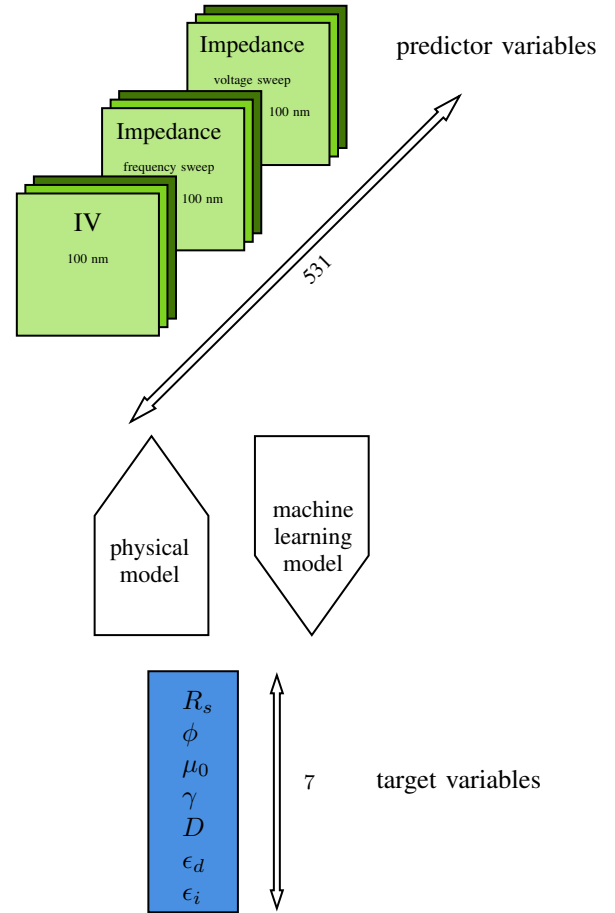 Impedance
voltage sweep
100 nm
predictor variables
Impedance
frequency sweep
100 nm
IV
100 nm
531
physical
model
machine
learning
model
R_s
ϕ
μ_0
γ
D
ϵ_d
ϵ_i
7
target variables